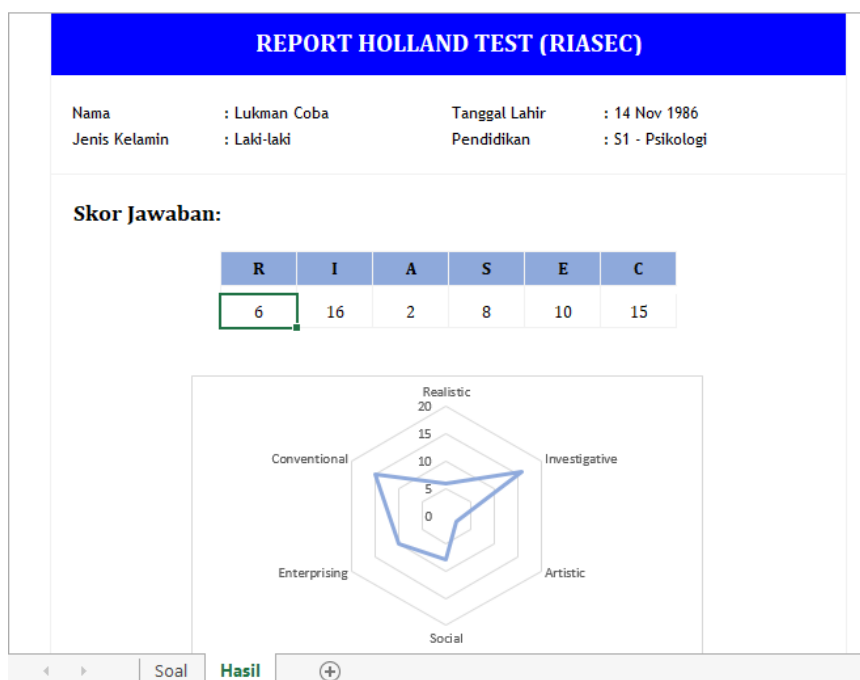 REPORT HOLLAND TEST (RIASEC)
Nama : Lukman Coba Tanggal Lahir : 14 Nov 1986
Jenis Kelamin : Laki-laki Pendidikan : S1 - Psikologi
Skor Jawaban:
R I A S E C
6 16 2 8 10 15
Realistic
20
15
Conventional 10 Investigative
5
0
Enterprising Artistic
Social
Soal Hasil